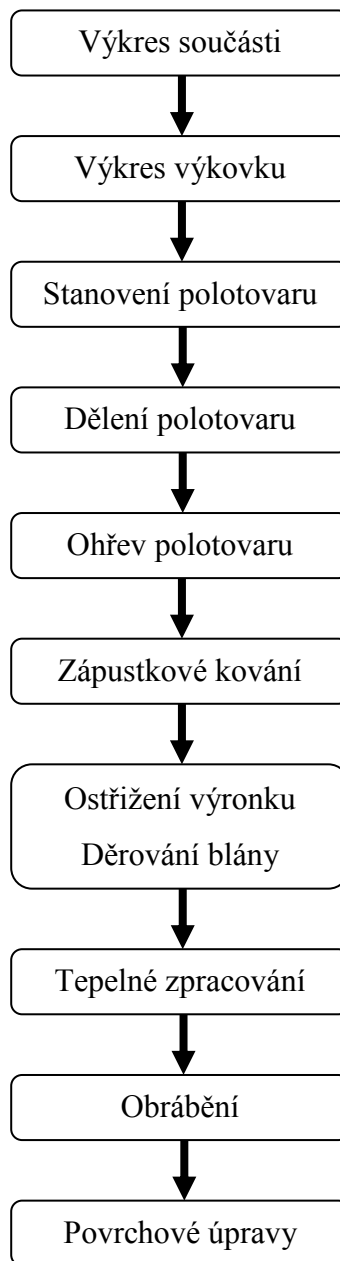 Výkres součásti
Výkres výkovku
Stanovení polotovaru
Dělení polotovaru
Ohřev polotovaru
Zápustkové kování
Ostřižení výronku
Děrování blány
Tepelné zpracování
Obrábění
Povrchové úpravy